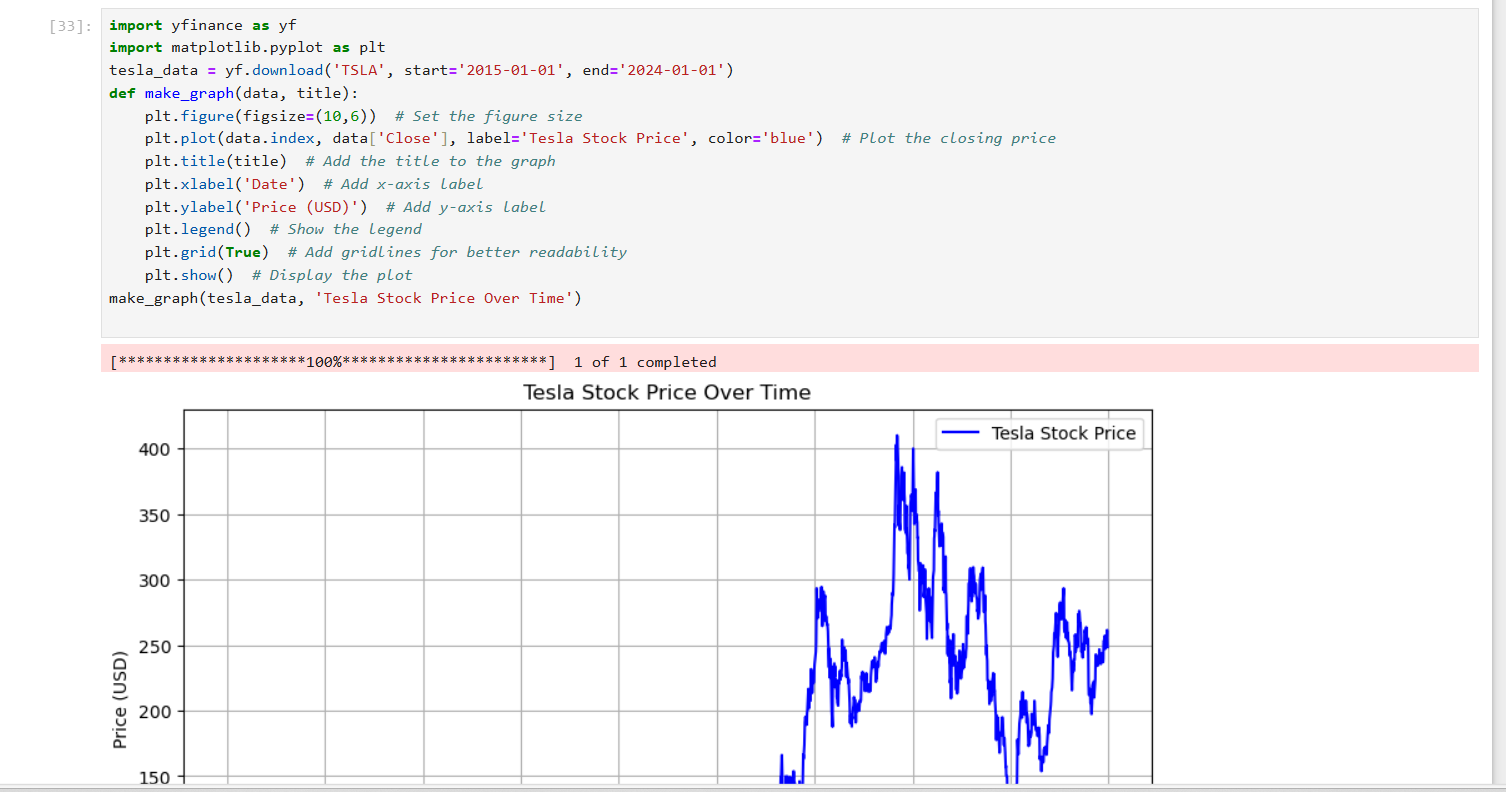 [33]:
import yfinance as yf
import matplotlib.pyplot as plt
tesla_data = yf.download('TSLA', start='2015-01-01', end='2024-01-01')
def make_graph(data, title):
    plt.figure(figsize=(10,6))  # Set the figure size
    plt.plot(data.index, data['Close'], label='Tesla Stock Price', color='blue')  # Plot the closing price
    plt.title(title)  # Add the title to the graph
    plt.xlabel('Date')  # Add x-axis label
    plt.ylabel('Price (USD)')  # Add y-axis label
    plt.legend()  # Show the legend
    plt.grid(True)  # Add gridlines for better readability
    plt.show()  # Display the plot
make_graph(tesla_data, 'Tesla Stock Price Over Time')
[*********************100%***********************]  1 of 1 completed
Tesla Stock Price Over Time
Tesla Stock Price
400
350
300
250
200
150
Price (USD)